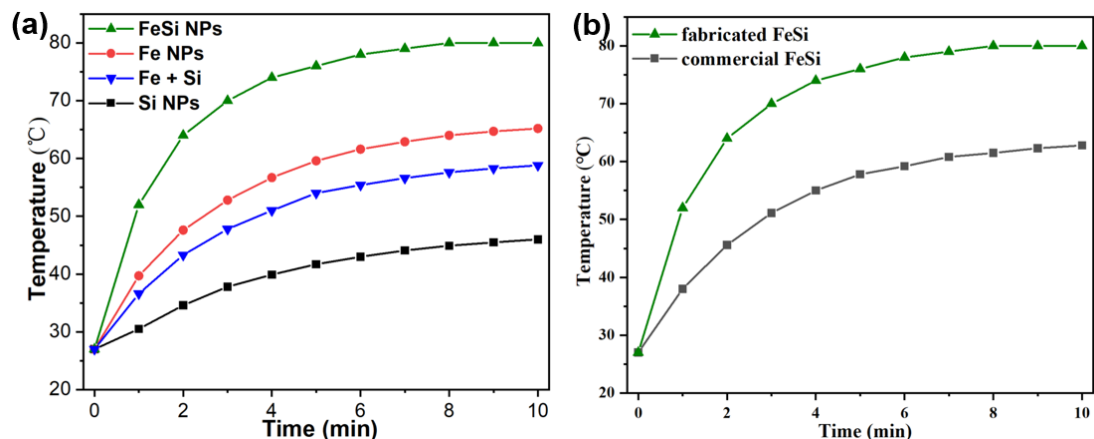 (a)
FeSi NPs
Fe NPs
Fe + Si
Si NPs
Temperature (℃)
80
70
60
50
40
30
20
0 2 4 6 8 10
Time (min)
(b)
fabricated FeSi
commercial FeSi
Temperature (℃)
80
70
60
50
40
30
20
0 2 4 6 8 10
Time (min)